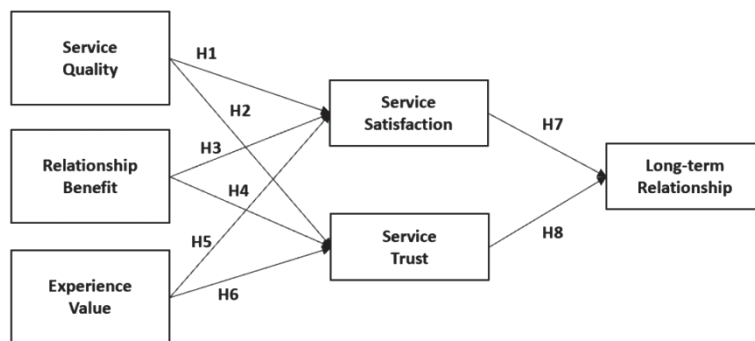 Service
Quality
H1
H2
Service
Satisfaction
H7
Relationship
Benefit
H3
H4
Long-term
Relationship
H5
Service
Trust
H8
Experience
Value
H6